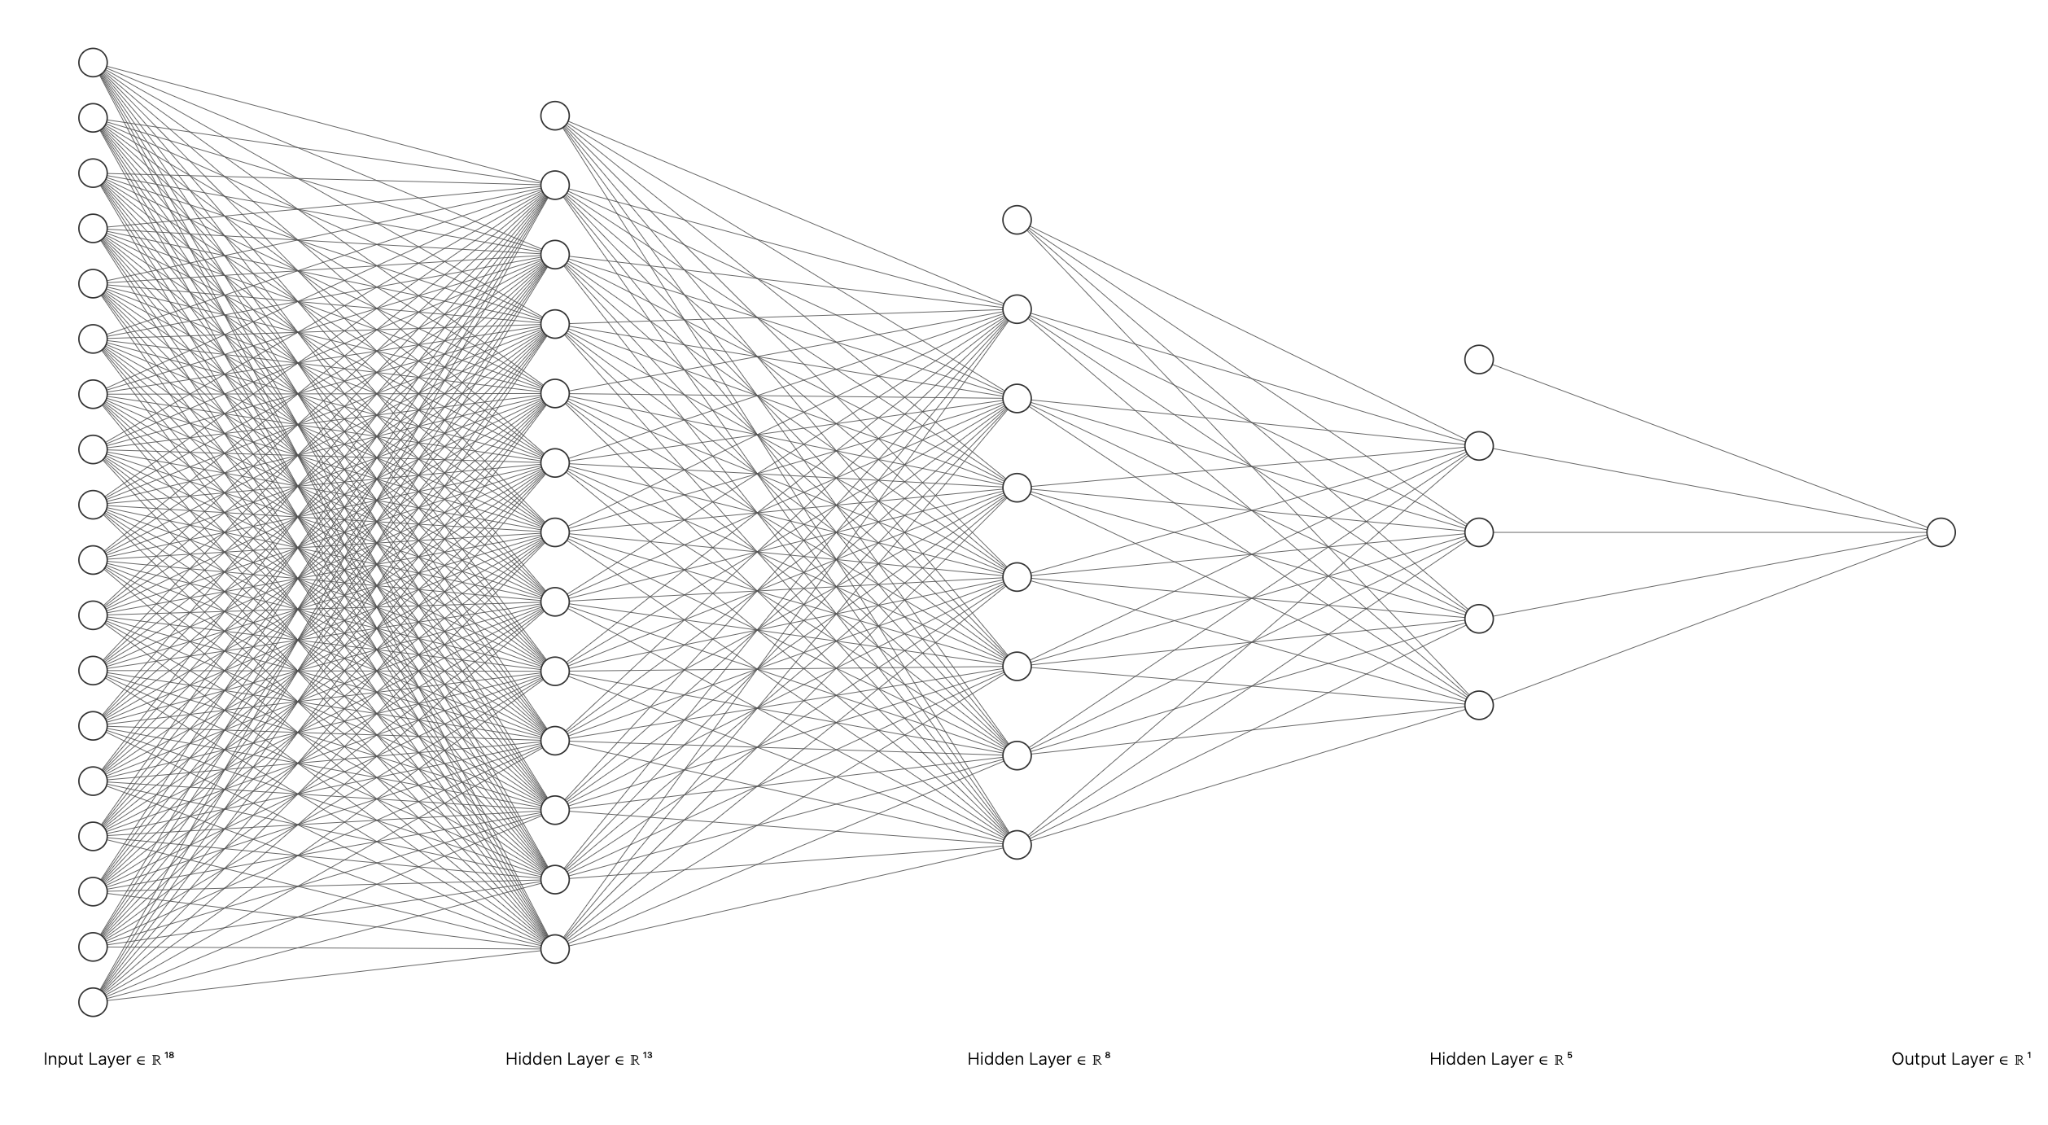 Input Layer ∈ ℝ¹⁸
Hidden Layer ∈ ℝ¹³
Hidden Layer ∈ ℝ⁸
Hidden Layer ∈ ℝ⁵
Output Layer ∈ ℝ¹